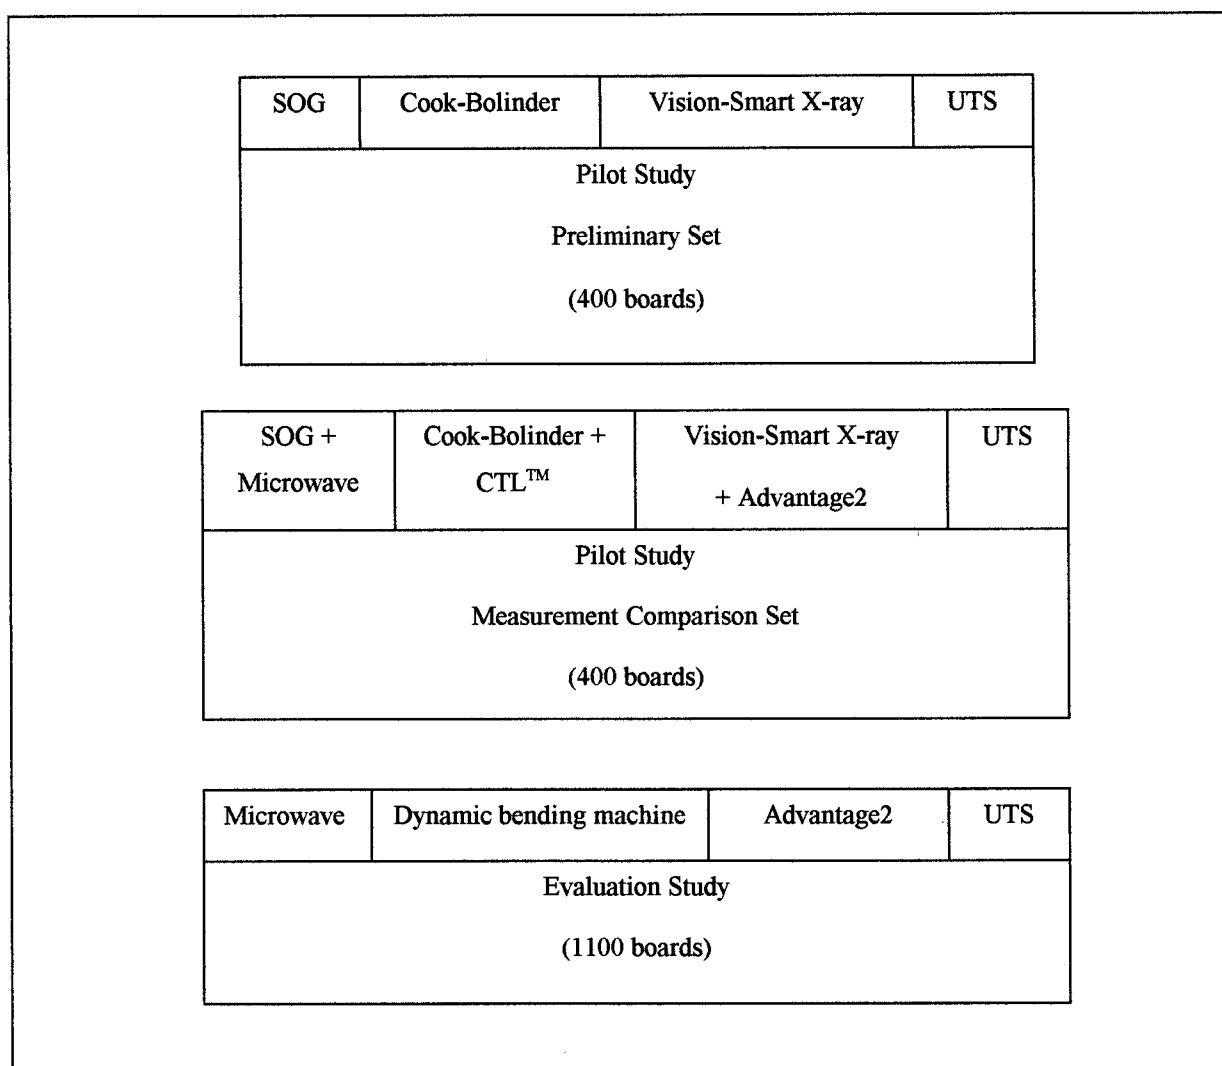 SOG Cook-Bolinder Vision-Smart X-ray UTS
Pilot Study
Preliminary Set
(400 boards)
SOG + Cook-Bolinder + Vision-Smart X-ray UTS
Microwave CTL™ + Advantage2
Pilot Study
Measurement Comparison Set
(400 boards)
Microwave Dynamic bending machine Advantage2 UTS
Evaluation Study
(1100 boards)